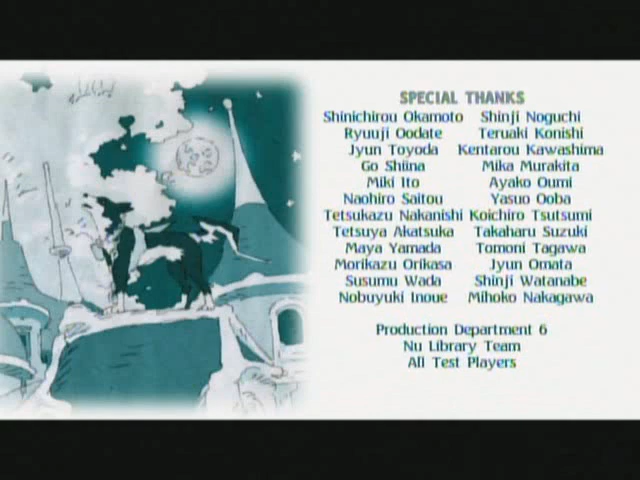 SPECIAL THANKS
Shinichirou Okamoto Shinji Noguchi
Ryuuji Oodate Teruaki Konishi
Jyun Toyoda Kentarou Kawashima
Go Shiina Mika Murakita
Miki Ito Ayako Oumi
Naohiro Saitou Yasuo Ooba
Tetsukazu Nakanishi Koichiro Tsutsumi
Tetsuya Akatsuka Takaharu Suzuki
Maya Yamada Tomoni Tagawa
Morikazu Orikasa Jyun Omata
Susumu Wada Shinji Watanabe
Nobuyuki Inoue Mihoko Nakagawa
Production Department 6
Nu Library Team
All Test Players